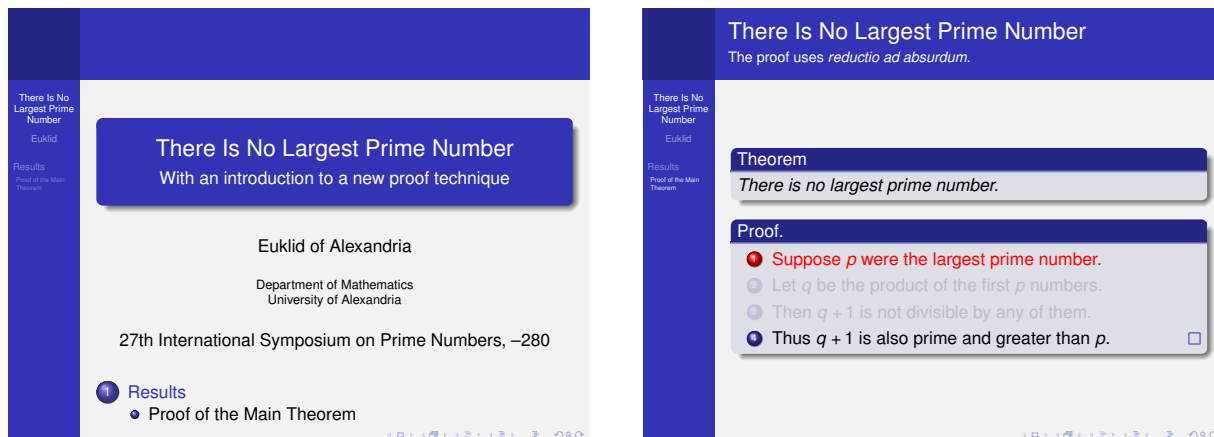 There Is No
Largest Prime
Number
Euklid
Results
Proof of the Main
Theorem
There Is No Largest Prime Number
With an introduction to a new proof technique
Euklid of Alexandria
Department of Mathematics
University of Alexandria
27th International Symposium on Prime Numbers, –280
1 Results
Proof of the Main Theorem
There Is No Largest Prime Number
The proof uses reductio ad absurdum.
There Is No
Largest Prime
Number
Euklid
Results
Proof of the Main
Theorem
Theorem
There is no largest prime number.
Proof.
1 Suppose p were the largest prime number.
2 Let q be the product of the first p numbers.
3 Then q + 1 is not divisible by any of them.
4 Thus q + 1 is also prime and greater than p.